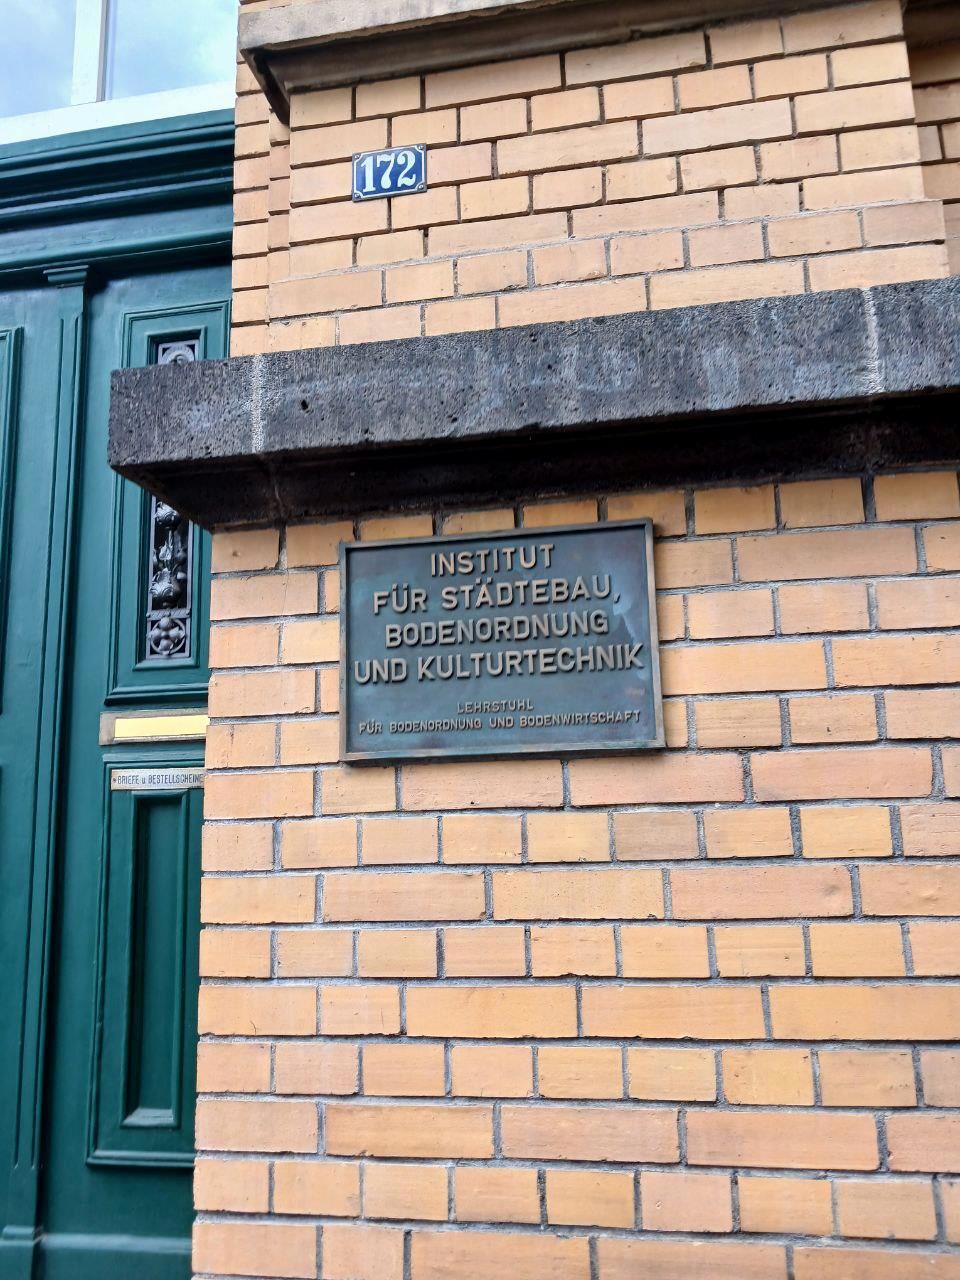 172
INSTITUT
FÜR STÄDTEBAU,
BODENORDNUNG
UND KULTURTECHNIK
LEHRSTUHL
FÜR BODENORDNUNG UND BODENWIRTSCHAFT
BRIEFE u BESTELLSCHEINE